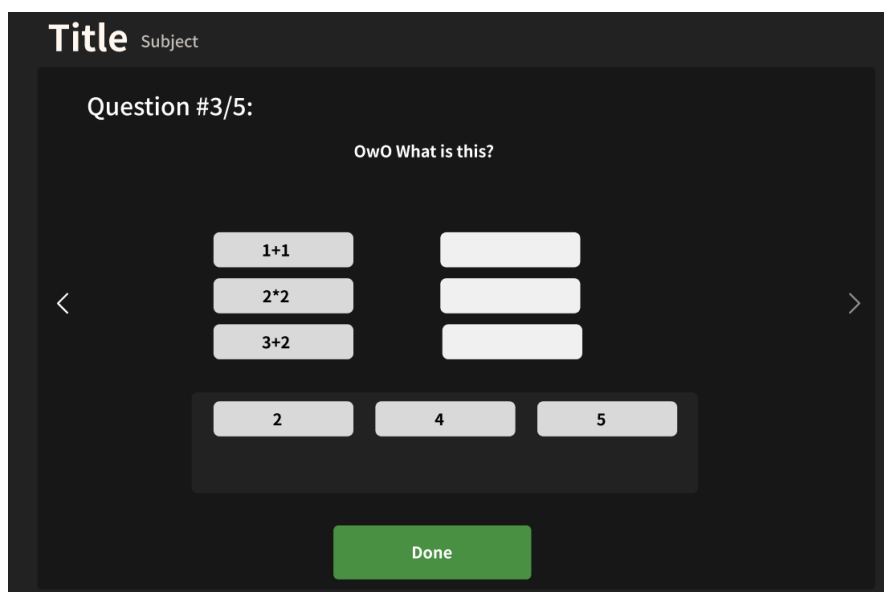 Title Subject
Question #3/5:
OwO What is this?
1+1
2*2
3+2
2 4 5
Done